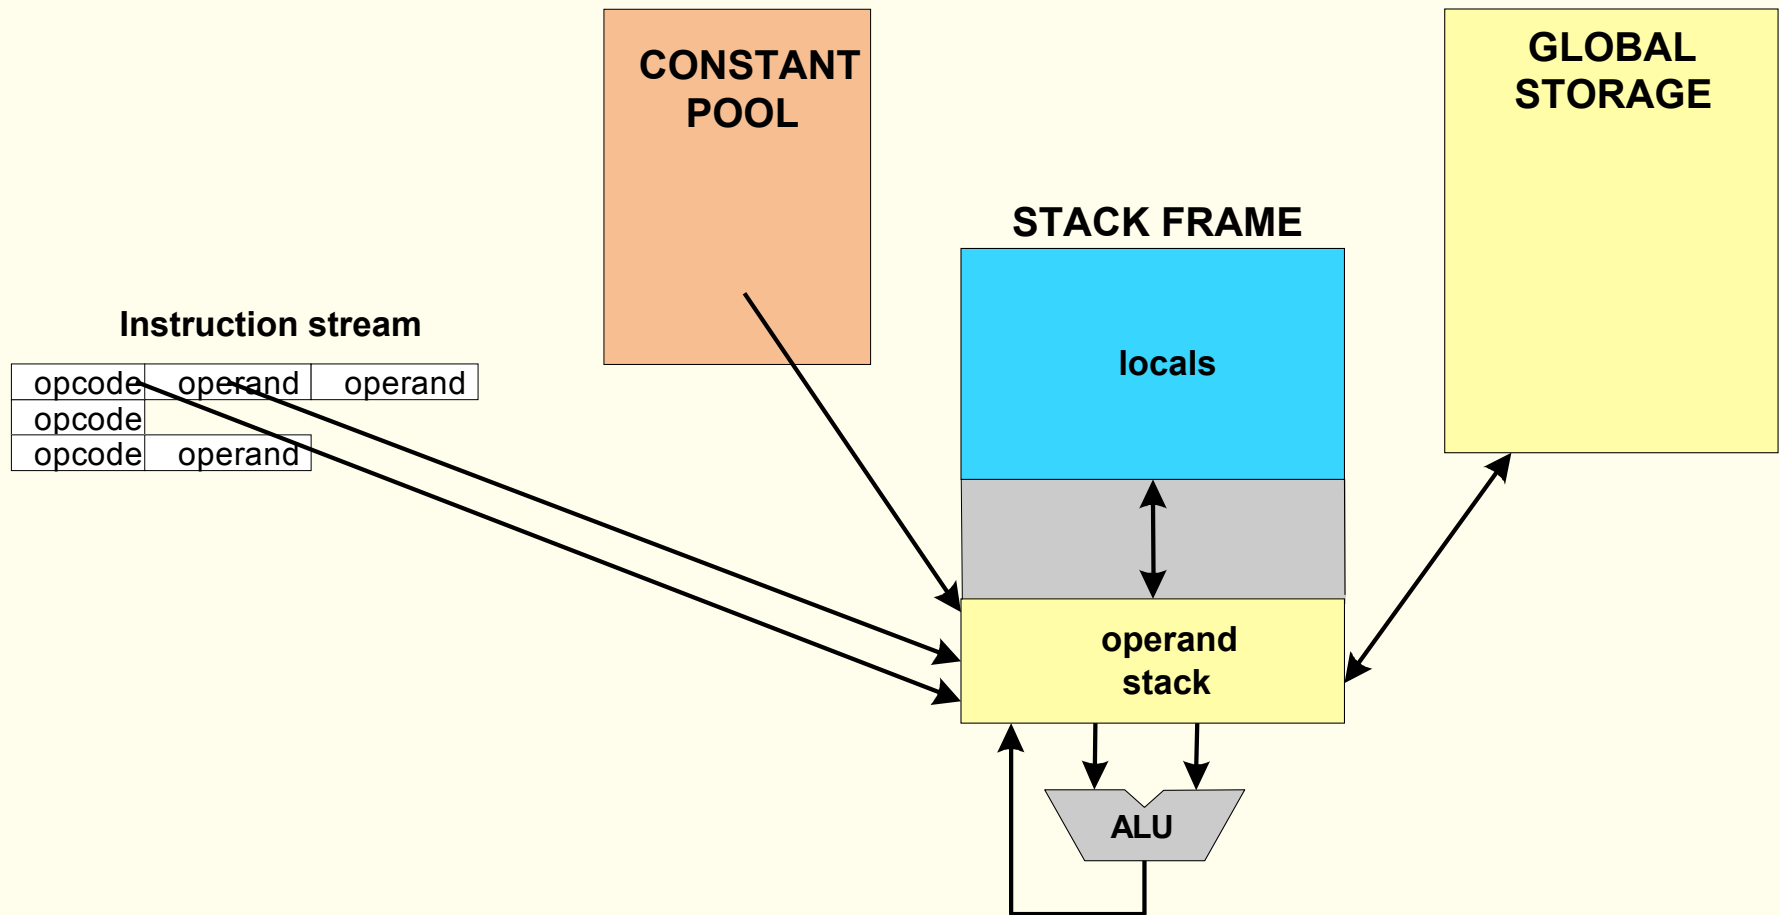 CONSTANT
POOL
GLOBAL
STORAGE
STACK FRAME
Instruction stream
opcode operand operand
opcode
opcode operand
locals
operand
stack
ALU